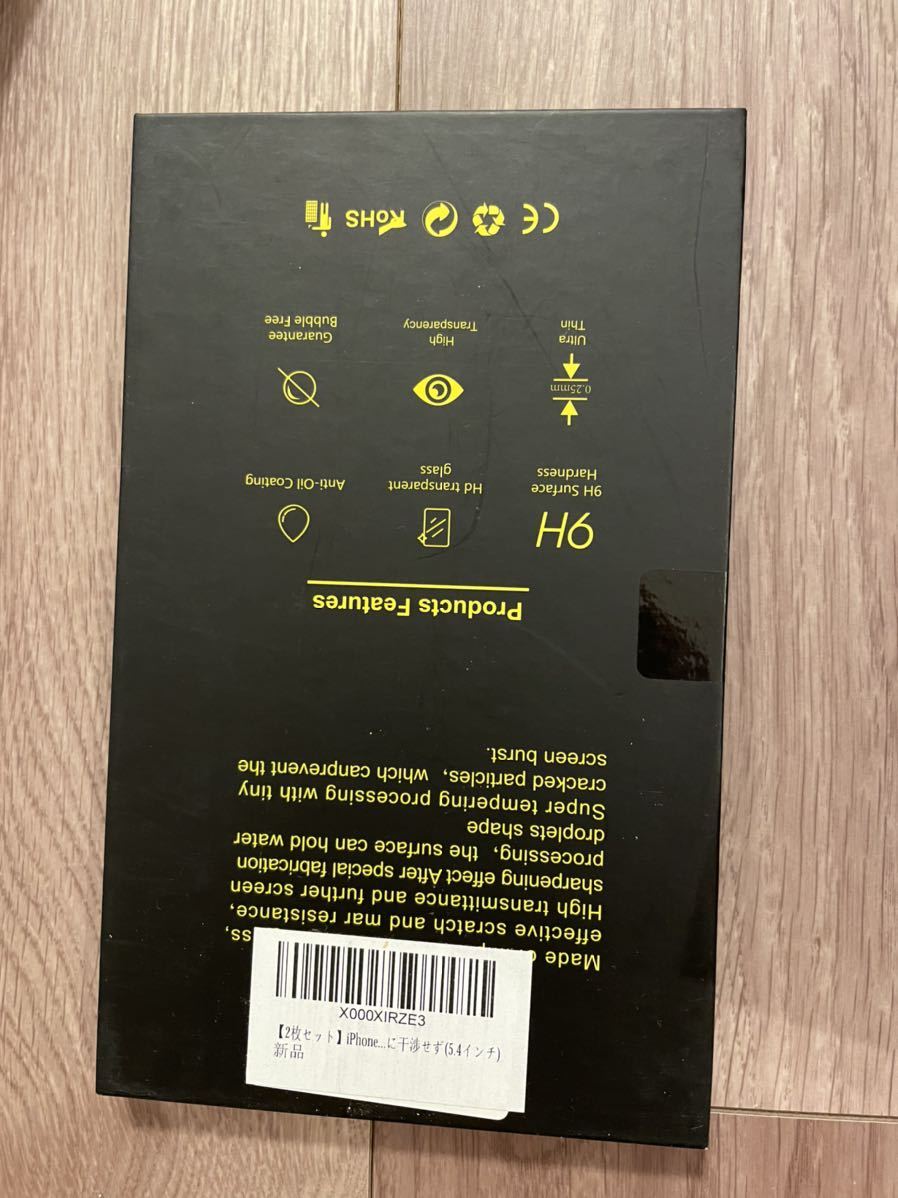 Made
effective scratch and mar resistance,
High transmittance and further screen
sharpening effect After special fabrication
processing, the surface can hold water
droplets shape
Super tempering processing with tiny
cracked particles, which canprevent the
screen burst.
Products Features
9H
9H Surface
Hardness
Hd transparent
glass
Anti-Oil Coating
0.25mm
Ultra
Thin
High
Transparency
Guarantee
Bubble Free
CE
RoHS
X000XIRZE3
【2枚セット】iPhone...に干渉せず(5.4インチ)
新品